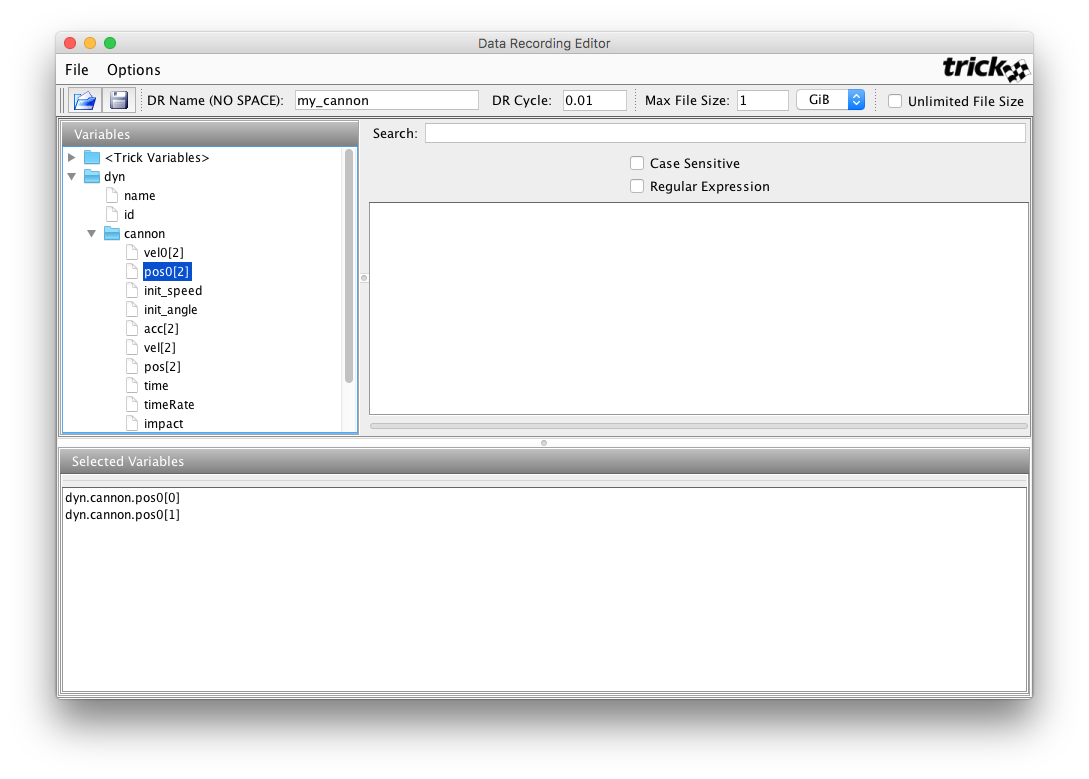 Data Recording Editor
File Options
trick
DR Name (NO SPACE): my_cannon DR Cycle: 0.01 Max File Size: 1 GiB Unlimited File Size
Variables
<Trick Variables>
dyn
name
id
cannon
vel0[2]
pos0[2]
init_speed
init_angle
acc[2]
vel[2]
pos[2]
time
timeRate
impact
Search:
Case Sensitive
Regular Expression
Selected Variables
dyn.cannon.pos0[0]
dyn.cannon.pos0[1]